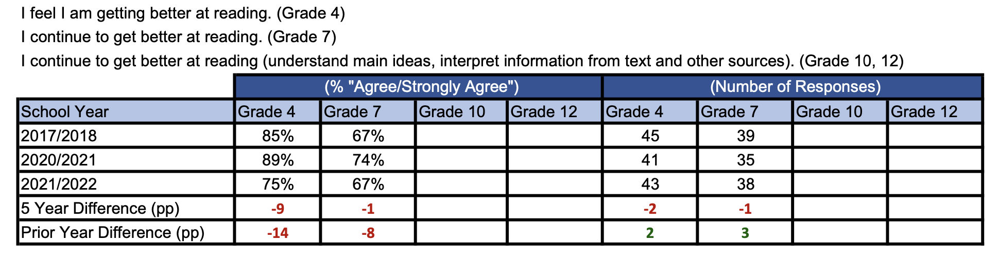 I feel I am getting better at reading. (Grade 4)
I continue to get better at reading. (Grade 7)
I continue to get better at reading (understand main ideas, interpret information from text and other sources). (Grade 10, 12)
(% "Agree/Strongly Agree") (Number of Responses)
School Year Grade 4 Grade 7 Grade 10 Grade 12 Grade 4 Grade 7 Grade 10 Grade 12
2017/2018 85% 67% 45 39
2020/2021 89% 74% 41 35
2021/2022 75% 67% 43 38
5 Year Difference (pp) -9 -1 -2 -1
Prior Year Difference (pp) -14 -8 2 3